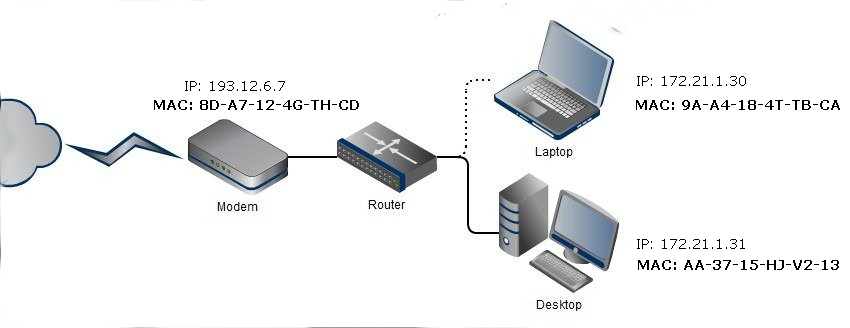 IP: 193.12.6.7
MAC: 8D-A7-12-4G-TH-CD
Modem
Router
IP: 172.21.1.30
MAC: 9A-A4-18-4T-TB-CA
Laptop
IP: 172.21.1.31
MAC: AA-37-15-HJ-V2-13
Desktop